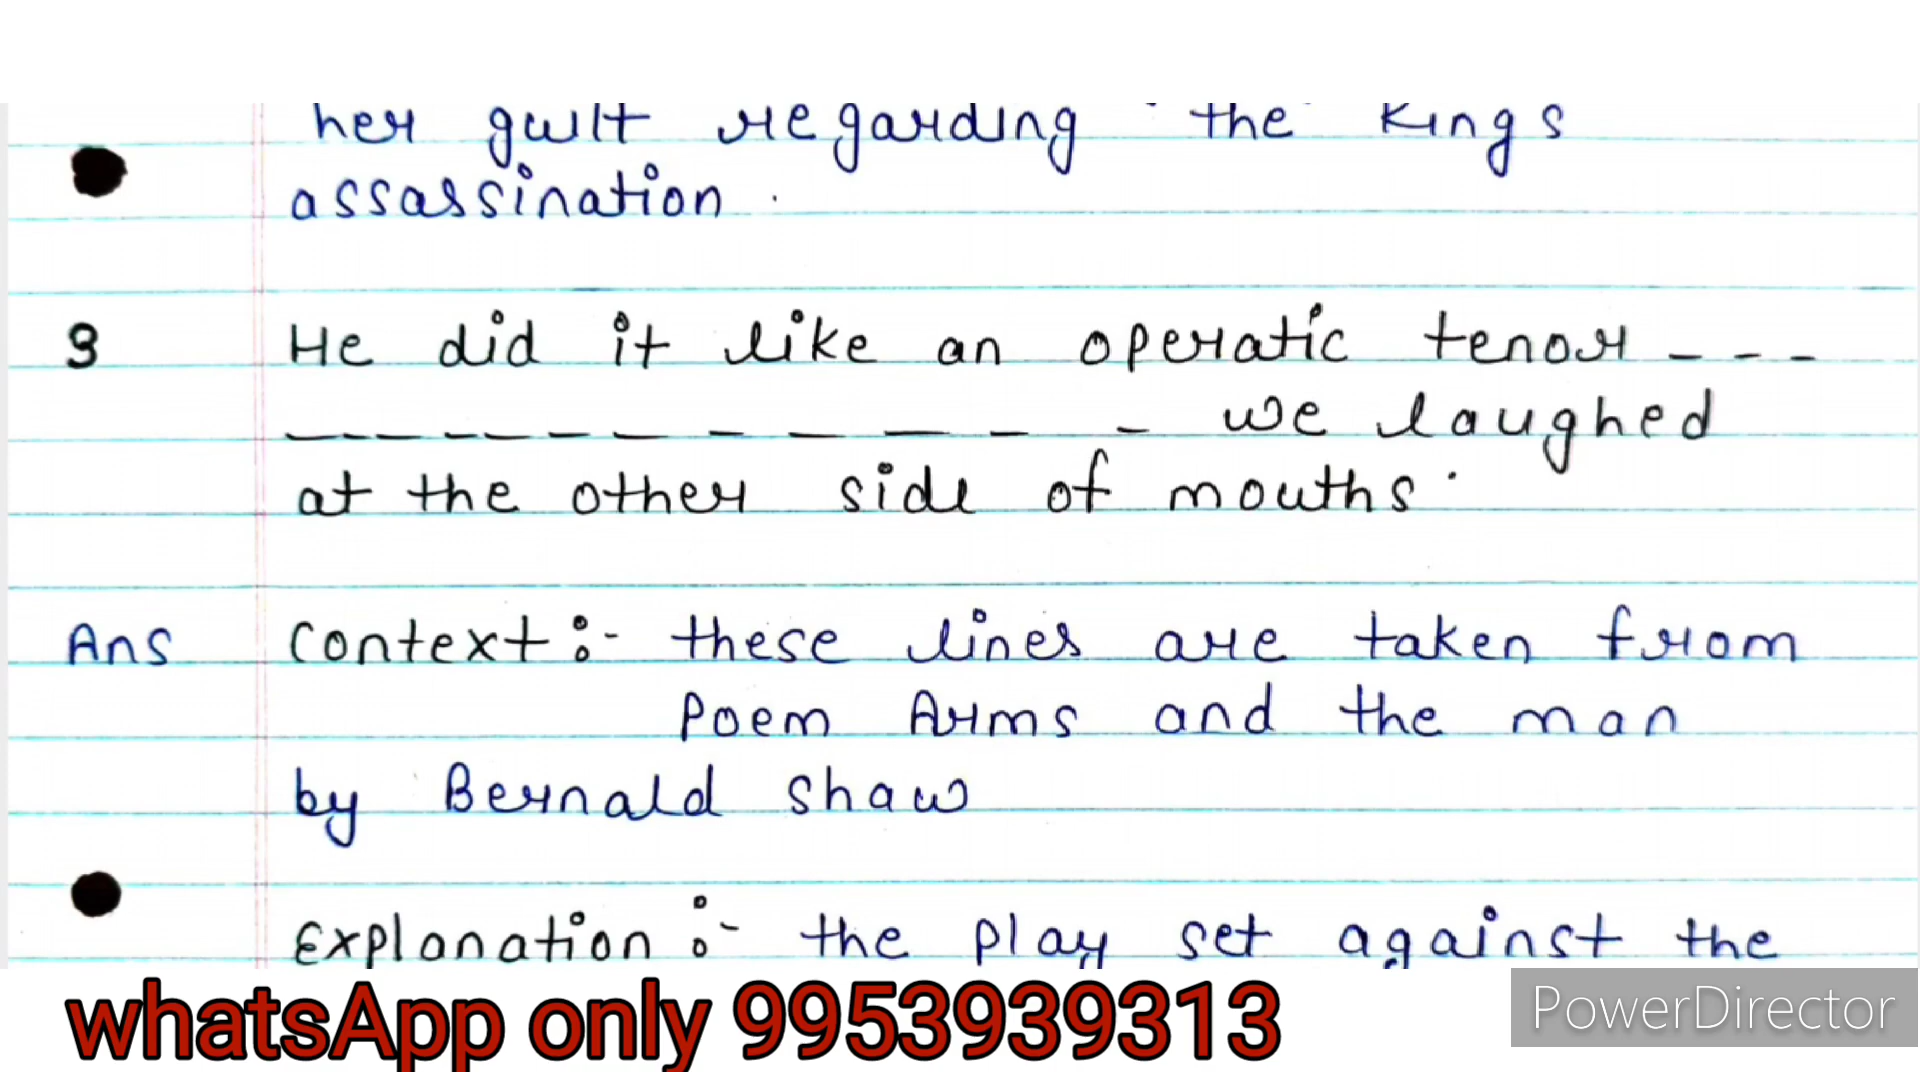 her guilt regarding the Kings
assassination.
3 He did it like an operatic tenor - - -
- - - - - - - - - - - - we laughed
at the other side of mouths.
Ans Context :- these lines are taken from
Poem Arms and the man
by Bernald shaw
Explanation :- the play set against the
whatsApp only 9953939313
PowerDirector